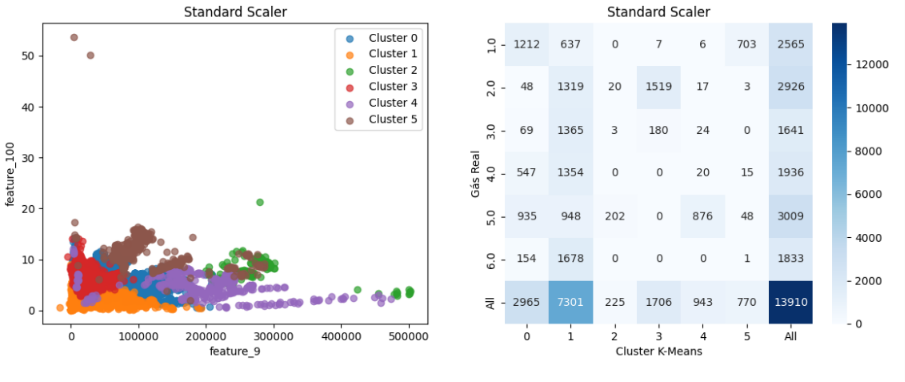 Standard Scaler
Cluster 0
Cluster 1
Cluster 2
Cluster 3
Cluster 4
Cluster 5
50
40
30
20
10
0
feature_100
0 100000 200000 300000 400000 500000
feature_9
Standard Scaler
Gás Real
1.0 1212 637 0 7 6 703 2565
2.0 48 1319 20 1519 17 3 2926
3.0 69 1365 3 180 24 0 1641
4.0 547 1354 0 0 20 15 1936
5.0 935 948 202 0 876 48 3009
6.0 154 1678 0 0 0 1 1833
All 2965 7301 225 1706 943 770 13910
0 1 2 3 4 5 All
Cluster K-Means
12000
10000
8000
6000
4000
2000
0